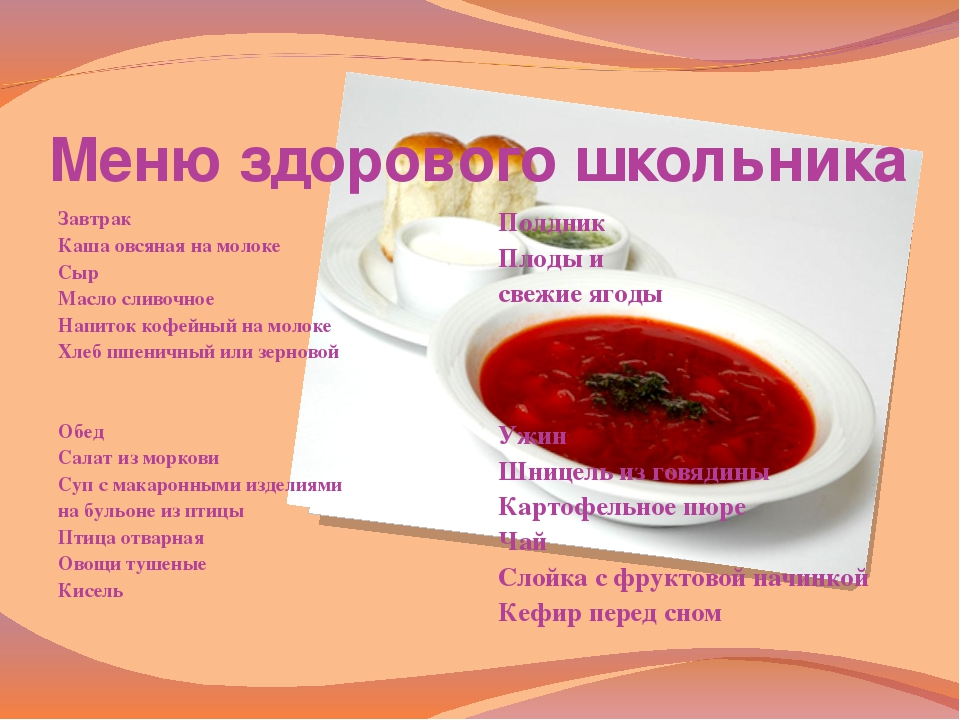 Меню здорового школьника
Завтрак
Каша овсяная на молоке
Сыр
Масло сливочное
Напиток кофейный на молоке
Хлеб пшеничный или зерновой
Обед
Салат из моркови
Суп с макаронными изделиями
на бульоне из птицы
Птица отварная
Овощи тушеные
Кисель
Полдник
Плоды и
свежие ягоды
Ужин
Шницель из говядины
Картофельное пюре
Чай
Слойка с фруктовой начинкой
Кефир перед сном